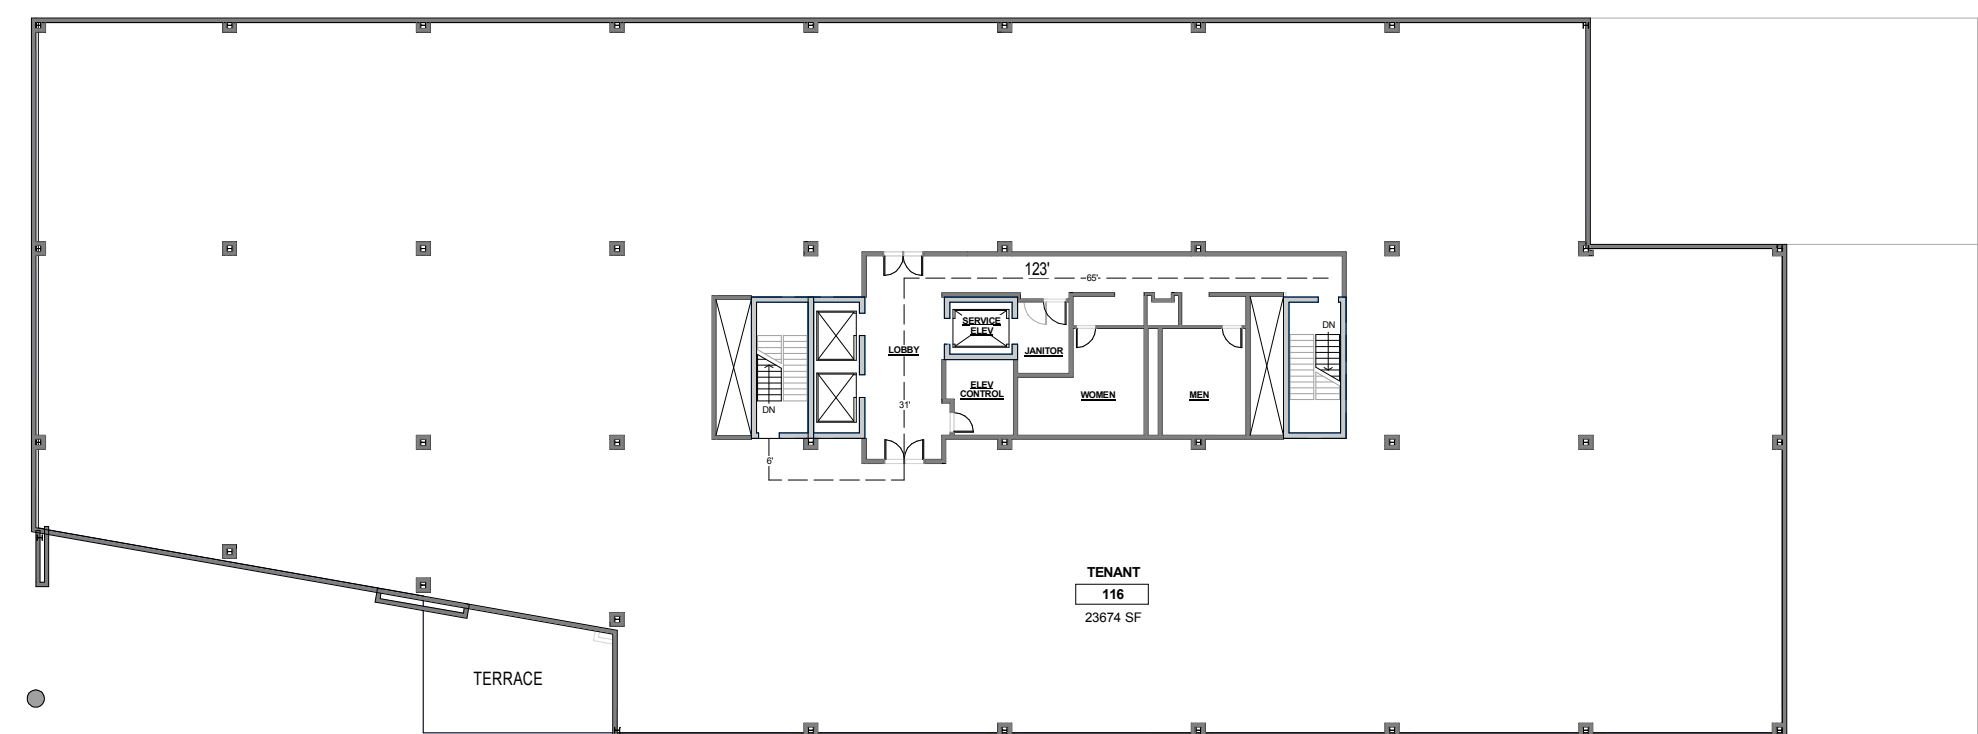 123'
65'
SERVICE
ELEV
DN
LOBBY
JANITOR
ELEV
CONTROL
WOMEN
MEN
31'
DN
6'
TENANT
116
23674 SF
TERRACE